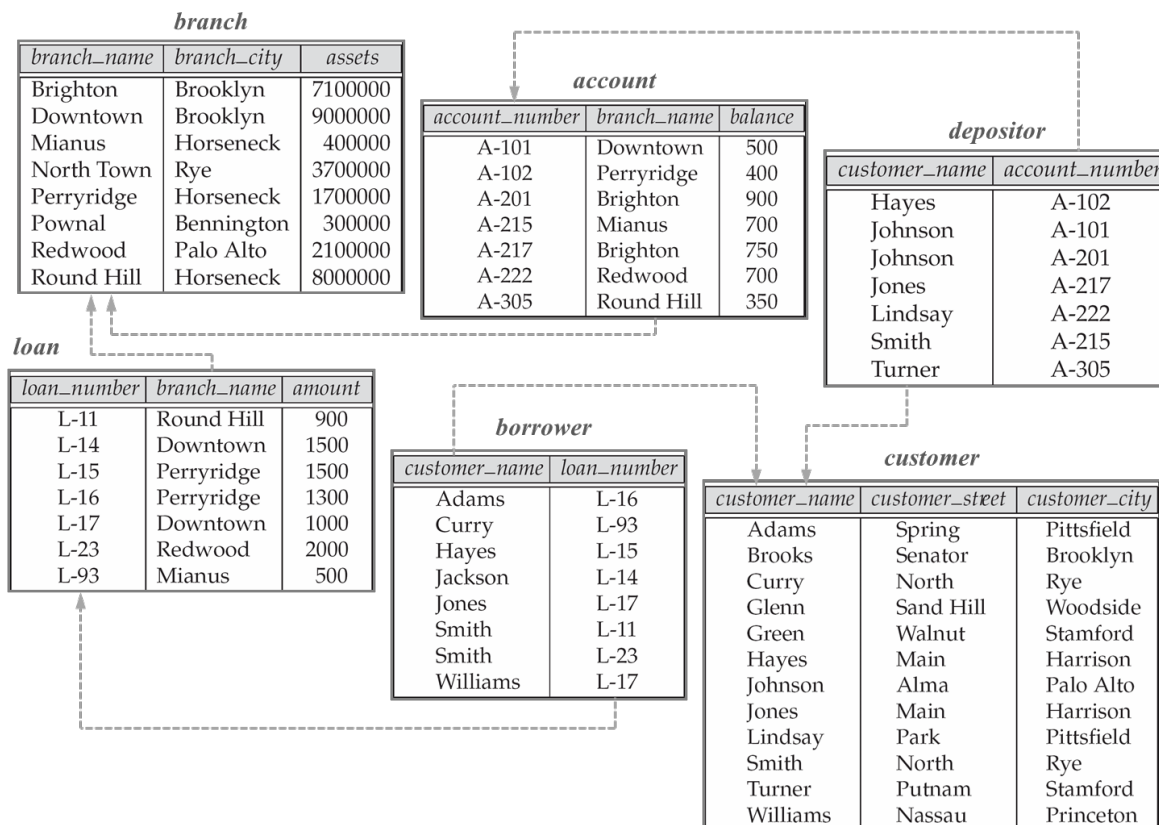 branch
branch_name branch_city assets
Brighton Brooklyn 7100000
Downtown Brooklyn 9000000
Mianus Horseneck 400000
North Town Rye 3700000
Perryridge Horseneck 1700000
Pownal Bennington 300000
Redwood Palo Alto 2100000
Round Hill Horseneck 8000000
account
account_number branch_name balance
A-101 Downtown 500
A-102 Perryridge 400
A-201 Brighton 900
A-215 Mianus 700
A-217 Brighton 750
A-222 Redwood 700
A-305 Round Hill 350
depositor
customer_name account_number
Hayes A-102
Johnson A-101
Johnson A-201
Jones A-217
Lindsay A-222
Smith A-215
Turner A-305
loan
loan_number branch_name amount
L-11 Round Hill 900
L-14 Downtown 1500
L-15 Perryridge 1500
L-16 Perryridge 1300
L-17 Downtown 1000
L-23 Redwood 2000
L-93 Mianus 500
borrower
customer_name loan_number
Adams L-16
Curry L-93
Hayes L-15
Jackson L-14
Jones L-17
Smith L-11
Smith L-23
Williams L-17
customer
customer_name customer_street customer_city
Adams Spring Pittsfield
Brooks Senator Brooklyn
Curry North Rye
Glenn Sand Hill Woodside
Green Walnut Stamford
Hayes Main Harrison
Johnson Alma Palo Alto
Jones Main Harrison
Lindsay Park Pittsfield
Smith North Rye
Turner Putnam Stamford
Williams Nassau Princeton